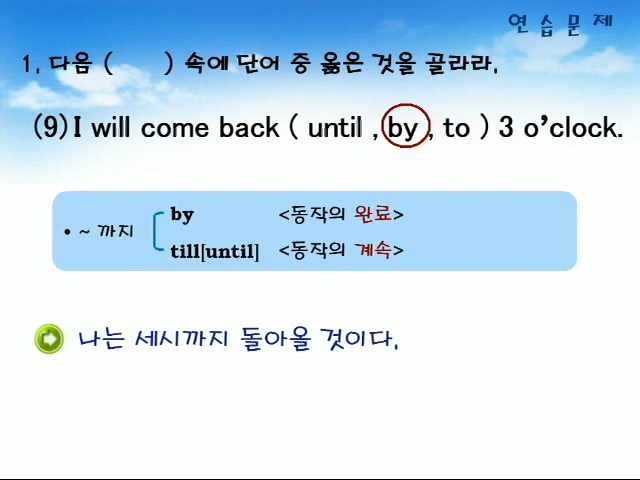 연 습 문 제
1. 다음 (      ) 속에 단어 중 옳은 것을 골라라.
(9) I will come back ( until , by , to ) 3 o’clock.
by <동작의 완료>
• ~ 까지
till[until] <동작의 계속>
나는 세시까지 돌아올 것이다.